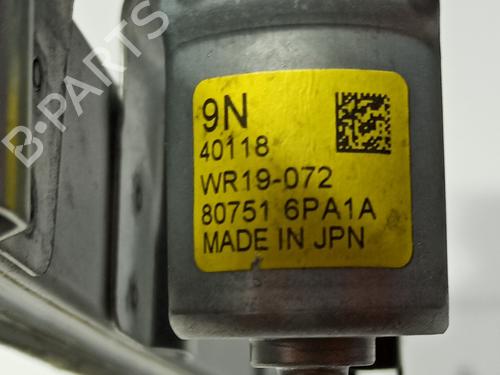 B-PARTS
9N
40118
WR19-072
80751 6PA1A
MADE IN JPN